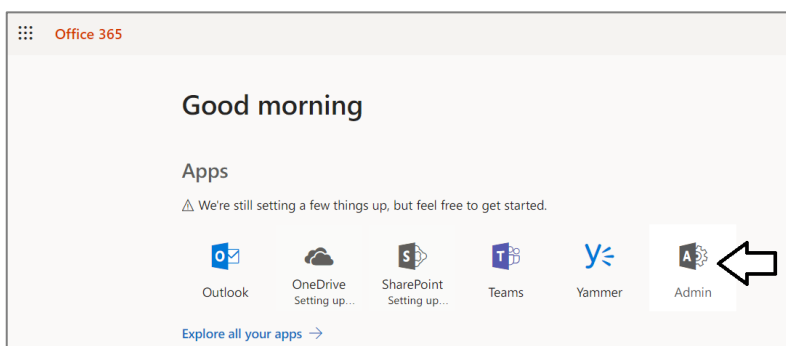 Office 365
Good morning
Apps
We're still setting a few things up, but feel free to get started.
Outlook
OneDrive
Setting up...
SharePoint
Setting up...
Teams
Yammer
Admin
Explore all your apps →